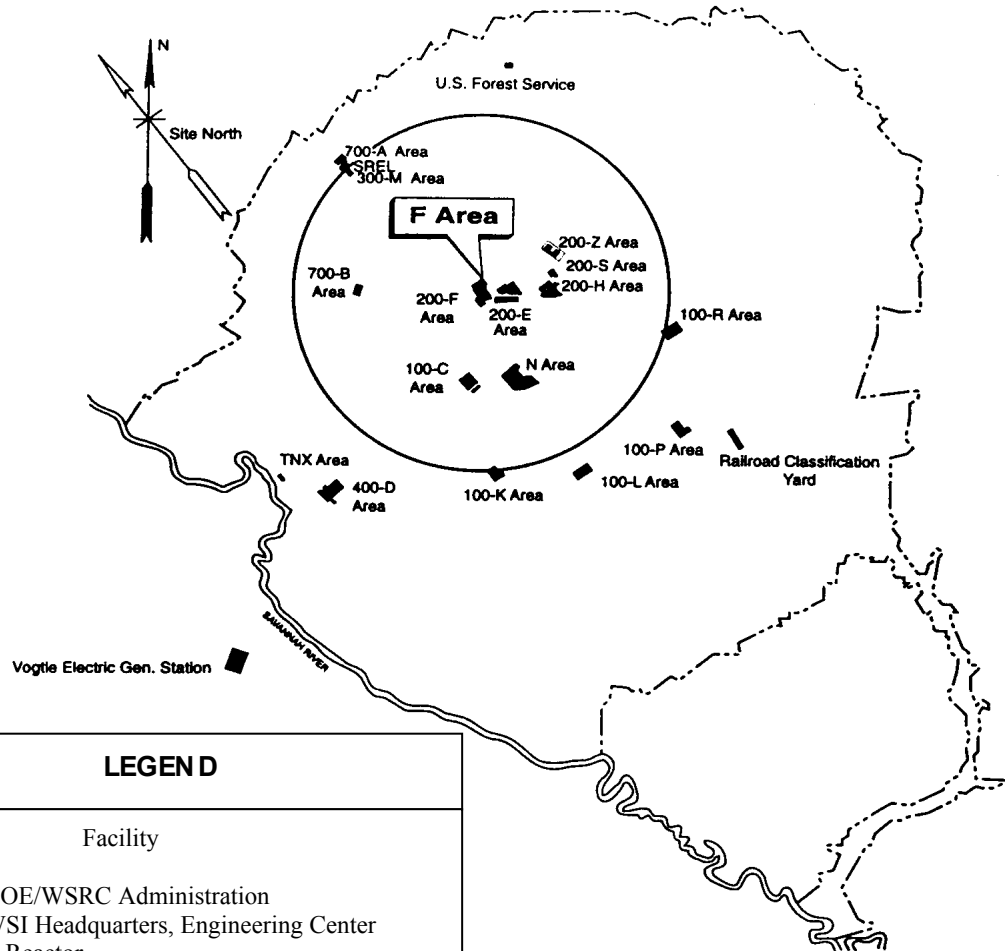 N
Site North
U.S. Forest Service
700-A Area
SREL
300-M Area
F Area
200-Z Area
200-S Area
200-H Area
700-B
Area
200-F
Area
200-E
Area
100-R Area
100-C
Area
N Area
100-P Area
Railroad Classification
Yard
TNX Area
400-D
Area
100-K Area
100-L Area
SAVANNAH RIVER
Vogtle Electric Gen. Station
LEGEND
Facility
OE/WSRC Administration
WSI Headquarters, Engineering Center
Reactor